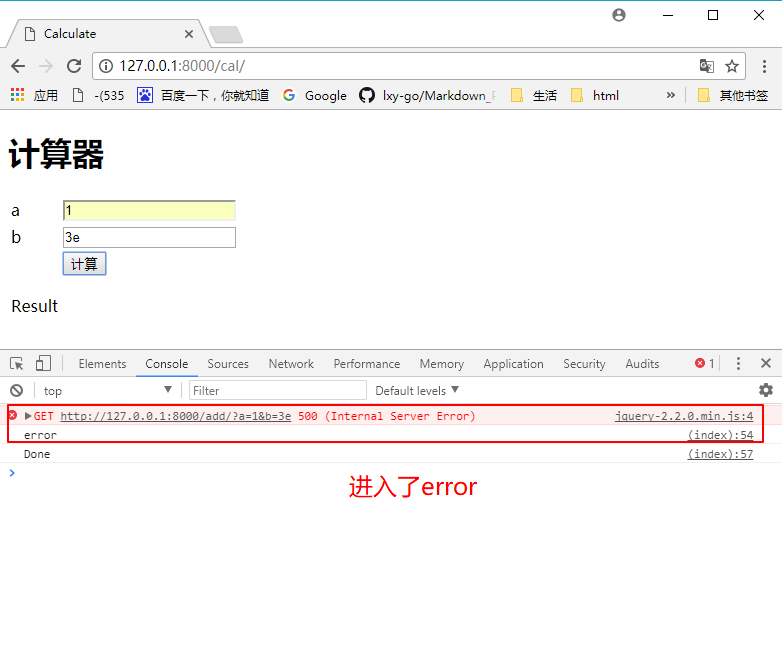 Calculate
127.0.0.1:8000/cal/
应用 -(535 百度一下，你就知道 Google lxy-go/Markdown_F 生活 html » 其他书签
计算器
a 1
b 3e
计算
Result
Elements Console Sources Network Performance Memory Application Security Audits 1
top Filter Default levels
GET http://127.0.0.1:8000/add/?a=1&b=3e 500 (Internal Server Error) jquery-2.2.0.min.js:4
error (index):54
Done (index):57
进入了error